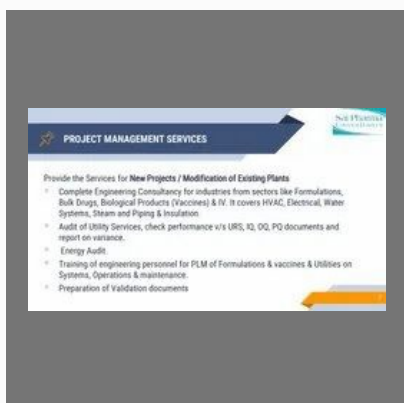 Net Pharma
Consultants
PROJECT MANAGEMENT SERVICES
Provide the Services for New Projects / Modification of Existing Plants
Complete Engineering Consultancy for industries from sectors like Formulations,
Bulk Drugs, Biological Products (Vaccines) & IV. It covers HVAC, Electrical, Water
Systems, Steam and Piping & Insulation
Audit of Utility Services, check performance v/s URS, IQ, OQ, PQ documents and
report on variance.
Energy Audit.
Training of engineering personnel for PLM of Formulations & vaccines & Utilities on
Systems, Operations & maintenance.
Preparation of Validation documents